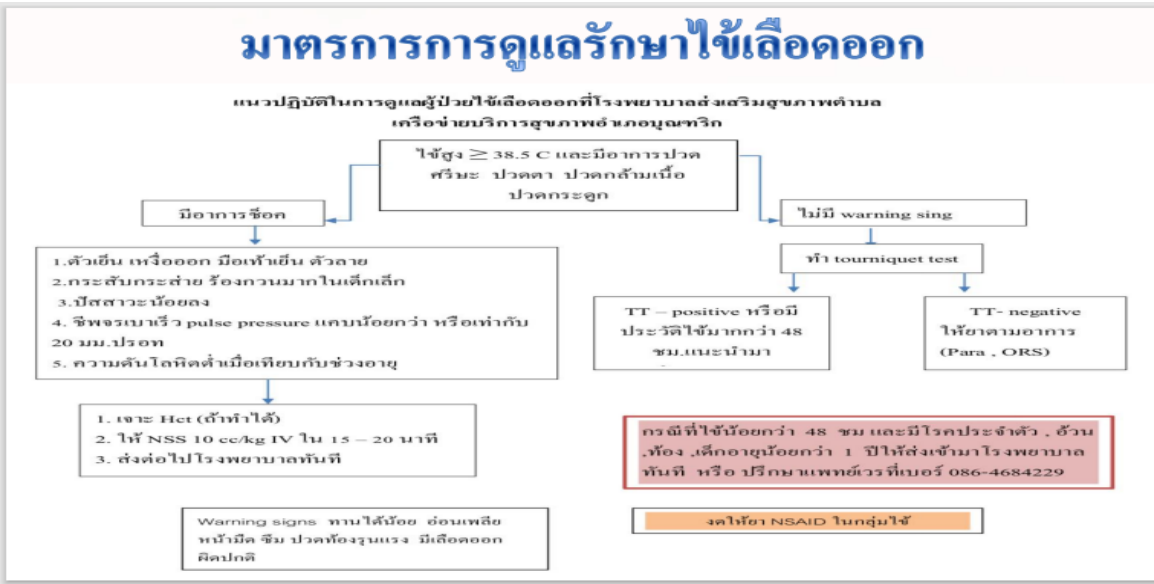 มาตรการการดูแลรักษาไข้เลือดออก
แนวปฏิบัติในการดูแลผู้ป่วยไข้เลือดออกที่โรงพยาบาลส่งเสริมสุขภาพตำบล
เครือข่ายบริการสุขภาพอำเภอบุณฑริก
ไข้สูง ≥ 38.5 C และมีอาการปวด
ศรีษะ ปวดตา ปวดกล้ามเนื้อ
ปวดกระดูก
มีอาการช็อค
1.ตัวเย็น เหงื่อออก มือเท้าเย็น ตัวลาย
2.กระสับกระส่าย ร้องกวนมากในเด็กเล็ก
3.ปัสสาวะน้อยลง
4. ชีพจรเบาเร็ว pulse pressure แคบน้อยกว่า หรือเท่ากับ
20 มม.ปรอท
5. ความดันโลหิตต่ำเมื่อเทียบกับช่วงอายุ
1. เจาะ Hct (ถ้าทำได้)
2. ให้ NSS 10 cc/kg IV ใน 15 – 20 นาที
3. ส่งต่อไปโรงพยาบาลทันที
ไม่มี warning sing
ทำ tourniquet test
TT – positive หรือมี
ประวัติไข้มากกว่า 48
ชม.แนะนำมา
TT- negative
ให้ยาตามอาการ
(Para , ORS)
กรณีที่ไข้น้อยกว่า 48 ชม และมีโรคประจำตัว , อ้วน
,ท้อง ,เด็กอายุน้อยกว่า 1 ปีให้ส่งเข้ามาโรงพยาบาล
ทันที หรือ ปรึกษาแพทย์เวรที่เบอร์ 086-4684229
Warning signs ทานได้น้อย อ่อนเพลีย
หน้ามืด ซึม ปวดท้องรุนแรง มีเลือดออก
ผิดปกติ
งดให้ยา NSAID ในกลุ่มไข้